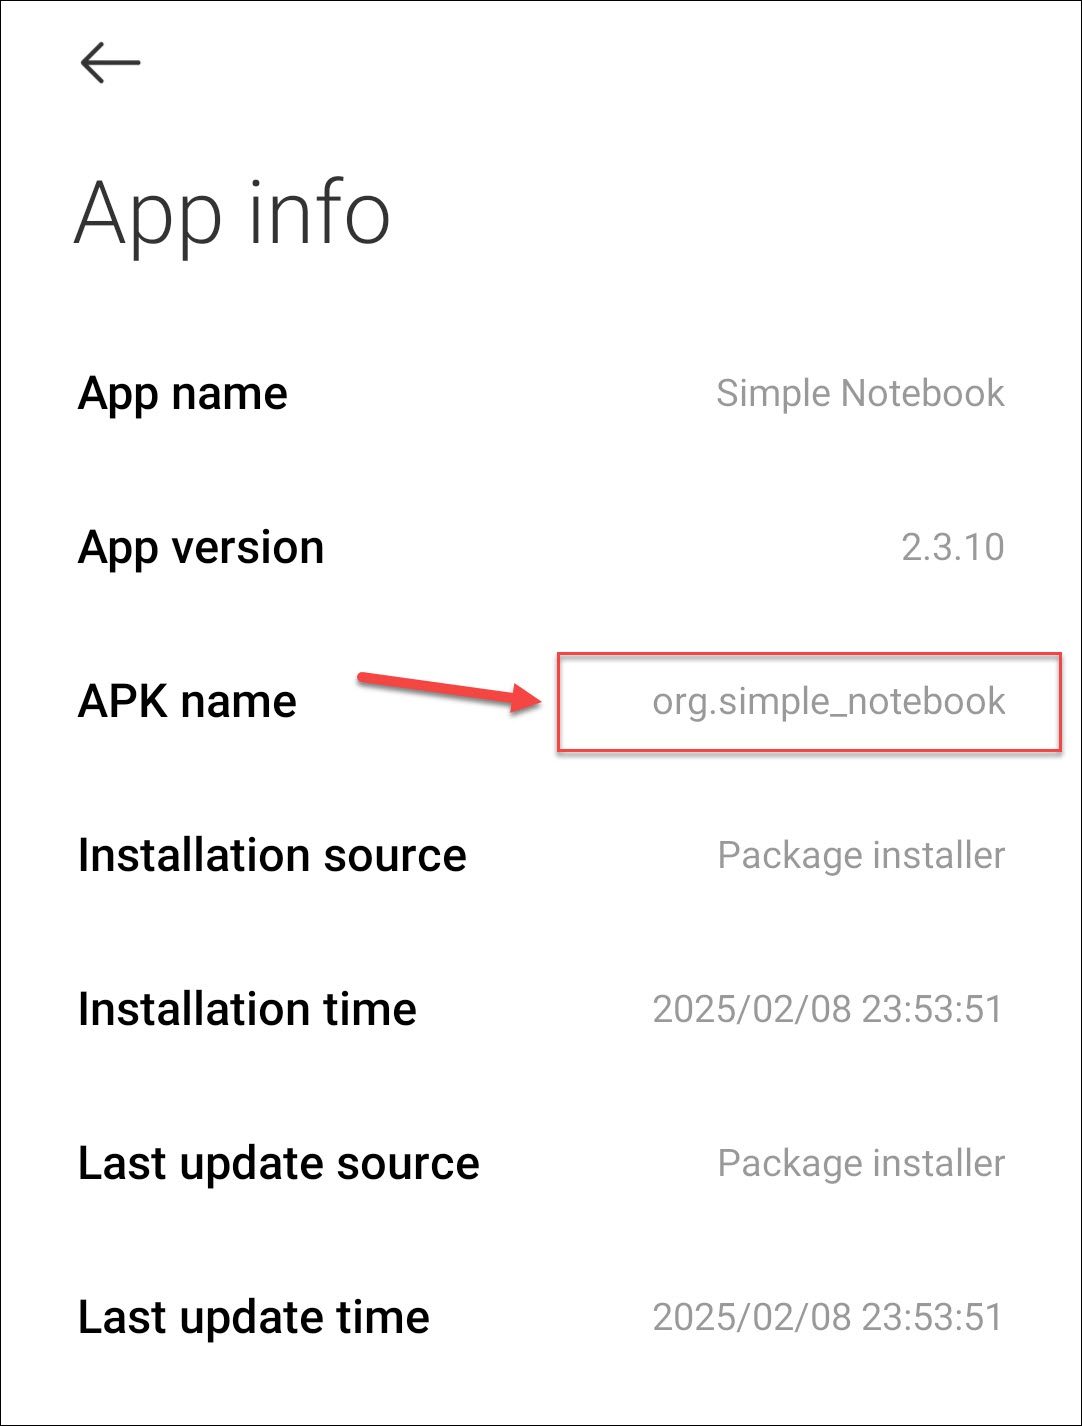 App info
App name Simple Notebook
App version 2.3.10
APK name org.simple_notebook
Installation source Package installer
Installation time 2025/02/08 23:53:51
Last update source Package installer
Last update time 2025/02/08 23:53:51